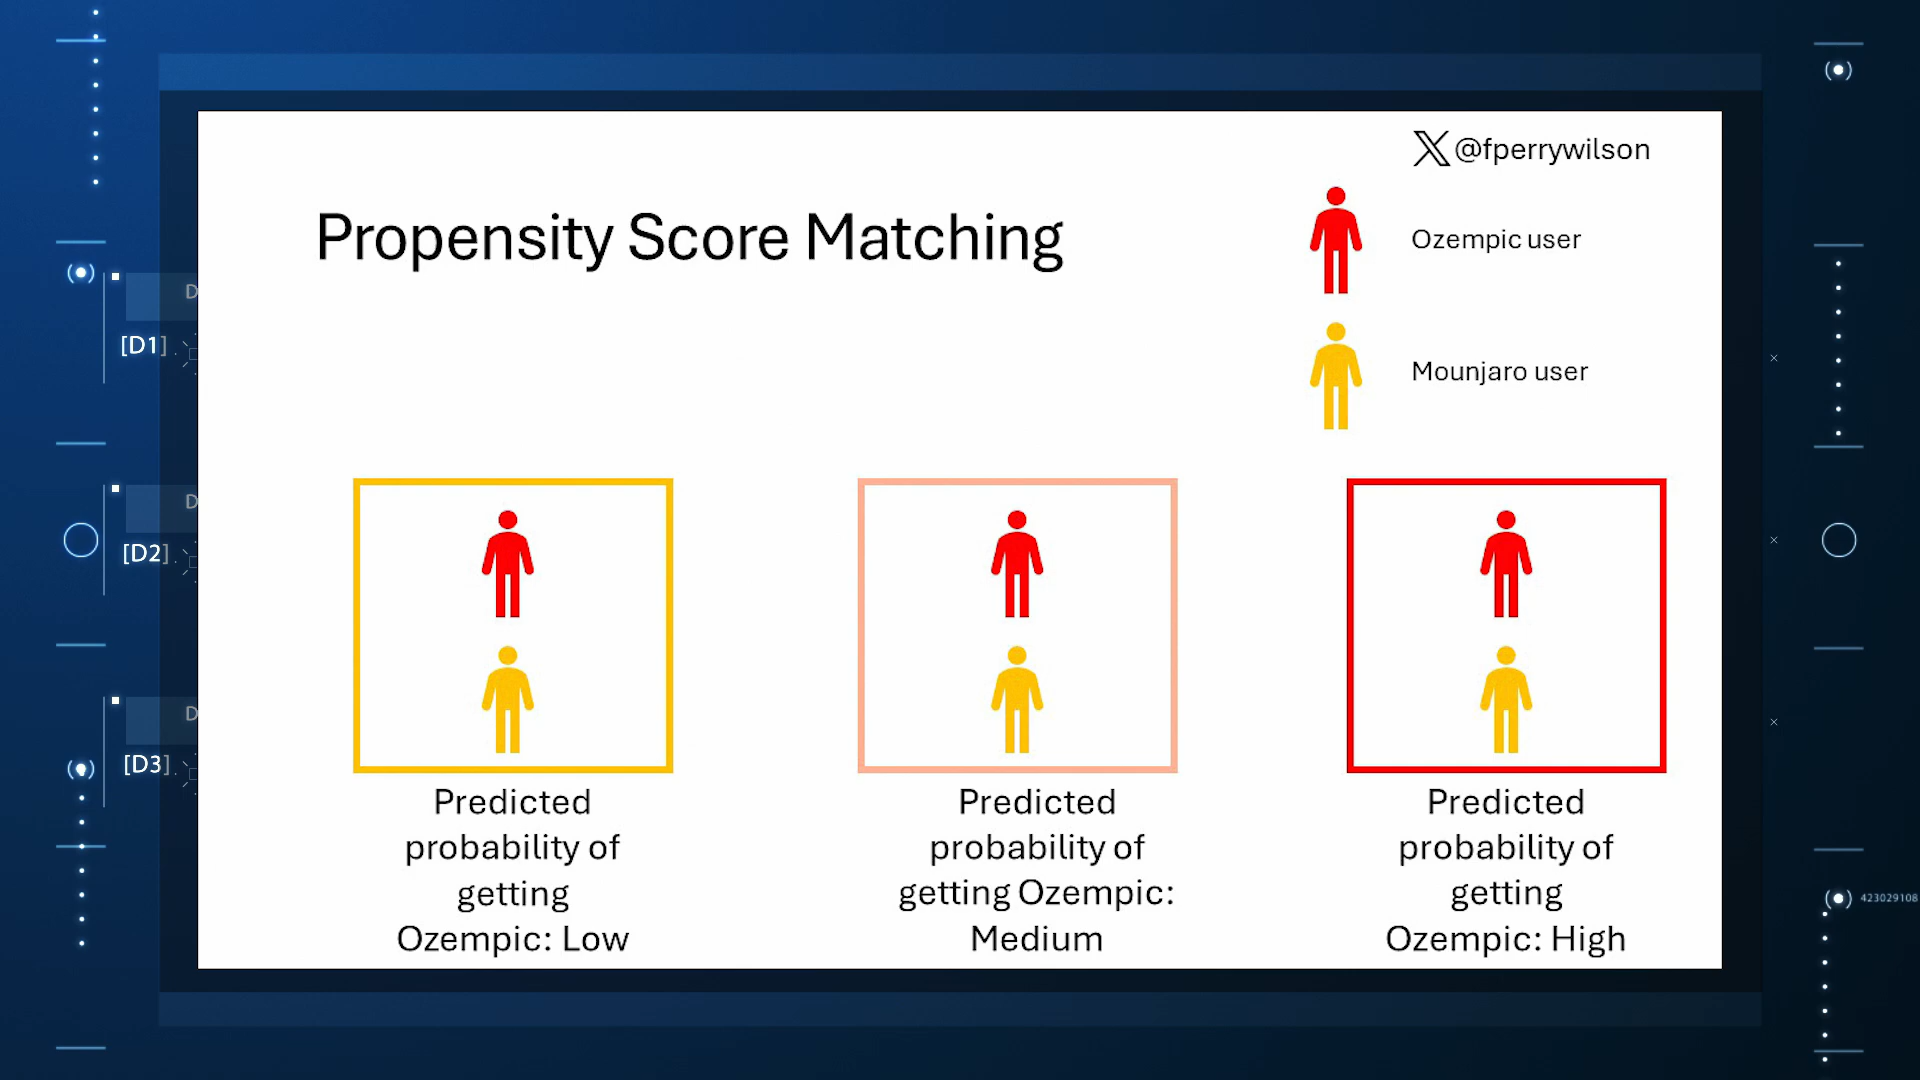 @fperrywilson
Propensity Score Matching
Ozempic user
Mounjaro user
D
[D1]
D
[D2]
D
[D3]
Predicted
probability of
getting
Ozempic: Low
Predicted
probability of
getting Ozempic:
Medium
Predicted
probability of
getting
Ozempic: High
423029108